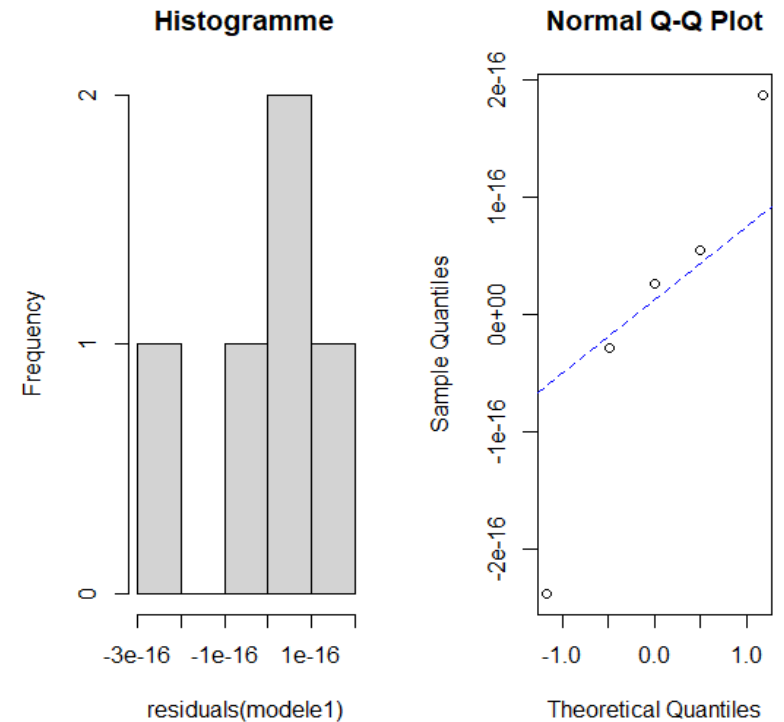 Histogramme
Frequency
0
1
2
-3e-16 -1e-16 1e-16
residuals(modele1)
Normal Q-Q Plot
Sample Quantiles
-2e-16
-1e-16
0e+00
1e-16
2e-16
-1.0 0.0 1.0
Theoretical Quantiles